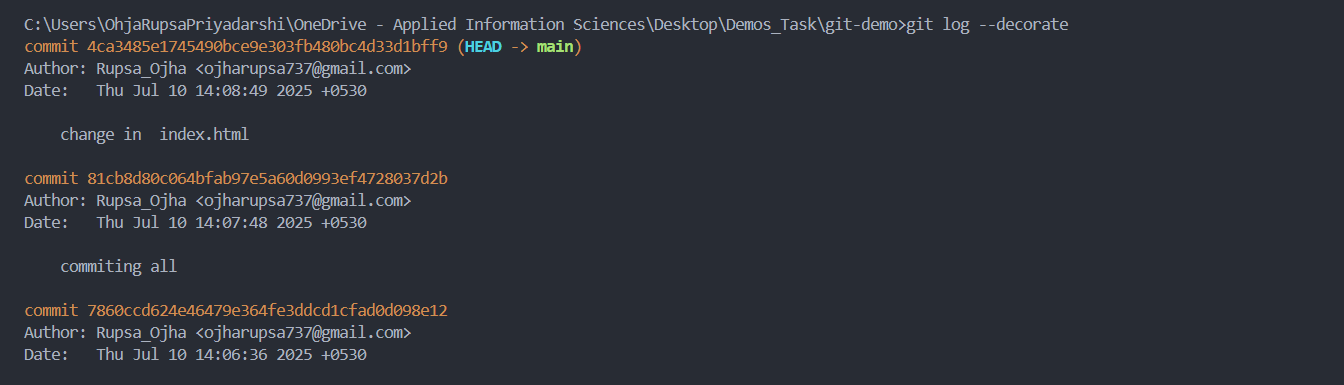 C:\Users\OhjaRupsaPriyadarshi\OneDrive - Applied Information Sciences\Desktop\Demos_Task\git-demo>git log --decorate
commit 4ca3485e1745490bce9e303fb480bc4d33d1bff9 (HEAD -> main)
Author: Rupsa_Ojha <ojharupsa737@gmail.com>
Date:   Thu Jul 10 14:08:49 2025 +0530
    change in  index.html
commit 81cb8d80c064bfab97e5a60d0993ef4728037d2b
Author: Rupsa_Ojha <ojharupsa737@gmail.com>
Date:   Thu Jul 10 14:07:48 2025 +0530
    commiting all
commit 7860ccd624e46479e364fe3ddcd1cfad0d098e12
Author: Rupsa_Ojha <ojharupsa737@gmail.com>
Date:   Thu Jul 10 14:06:36 2025 +0530